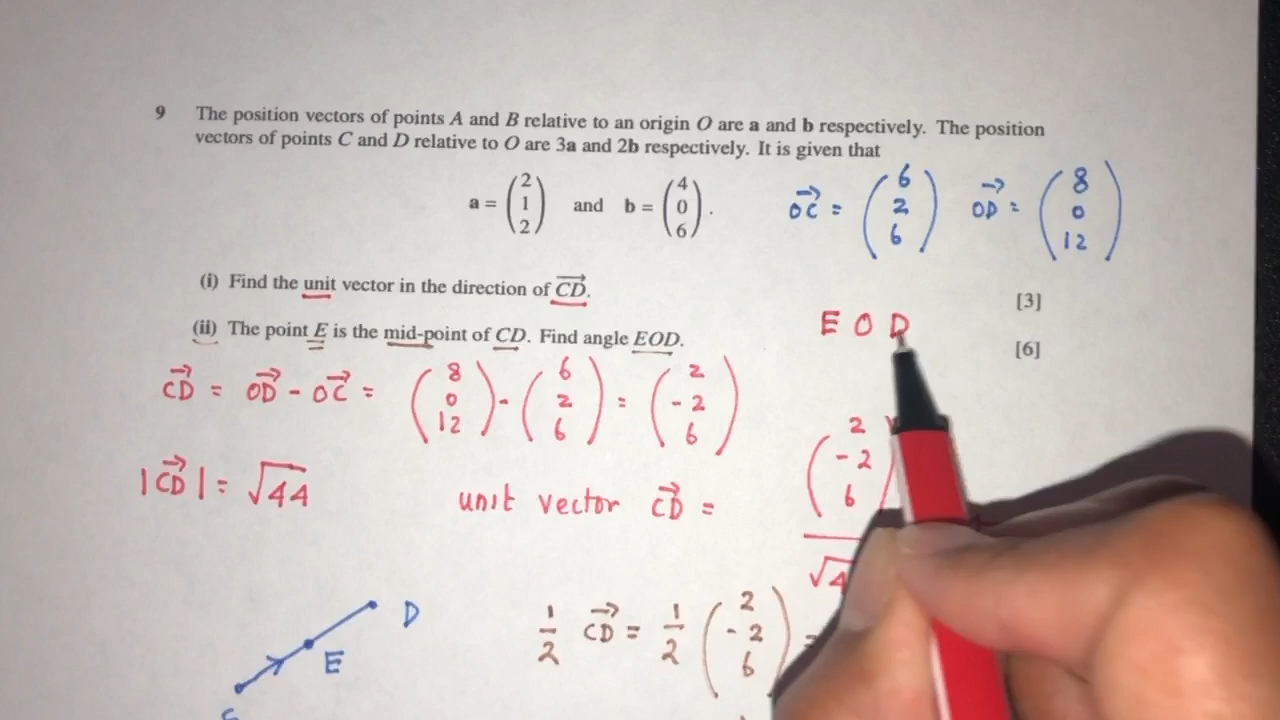 9 The position vectors of points A and B relative to an origin O are a and b respectively. The position
vectors of points C and D relative to O are 3a and 2b respectively. It is given that
a = (2 1 2) and b = (4 0 6). OC = (6 2 6) OD = (8 0 12)
(i) Find the unit vector in the direction of CD. [3]
(ii) The point E is the mid-point of CD. Find angle EOD. [6]
E O D
CD = OD - OC = (8 0 12) - (6 2 6) = (2 -2 6)
|CD| = √44 unit vector CD = (2 -2 6)
D
E
1/2 CD = 1/2 (2 -2 6) =